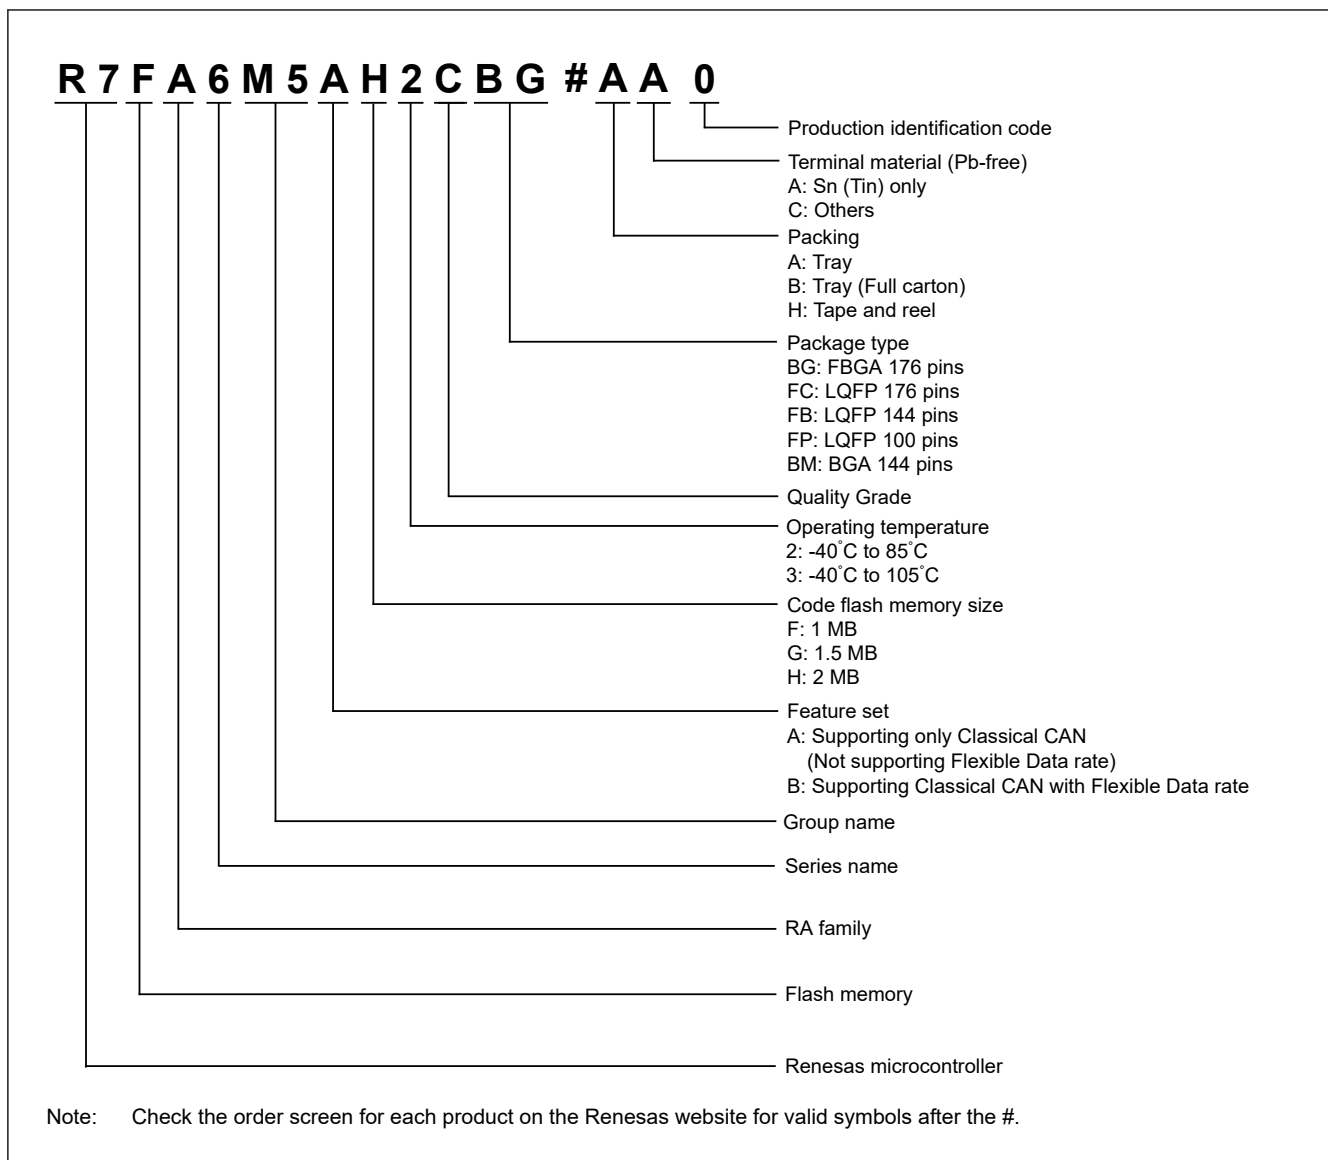 R7FA6M5AH2CBG #AA0
Production identification code
Terminal material (Pb-free)
A: Sn (Tin) only
C: Others
Packing
A: Tray
B: Tray (Full carton)
H: Tape and reel
Package type
BG: FBGA 176 pins
FC: LQFP 176 pins
FB: LQFP 144 pins
FP: LQFP 100 pins
BM: BGA 144 pins
Quality Grade
Operating temperature
2: -40°C to 85°C
3: -40°C to 105°C
Code flash memory size
F: 1 MB
G: 1.5 MB
H: 2 MB
Feature set
A: Supporting only Classical CAN
(Not supporting Flexible Data rate)
B: Supporting Classical CAN with Flexible Data rate
Group name
Series name
RA family
Flash memory
Renesas microcontroller
Note: Check the order screen for each product on the Renesas website for valid symbols after the #.